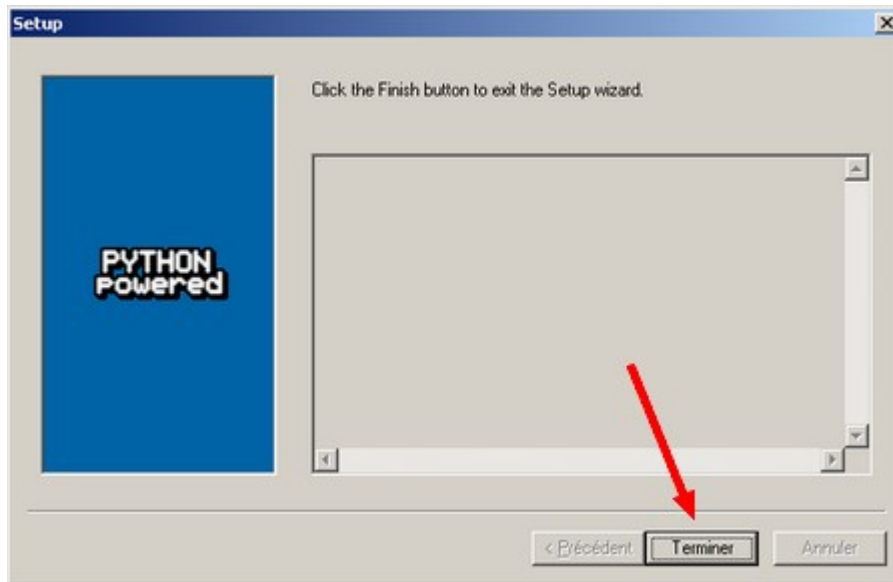 Setup
Click the Finish button to exit the Setup wizard.
PYTHON
powered
< Précédent Terminer Annuler